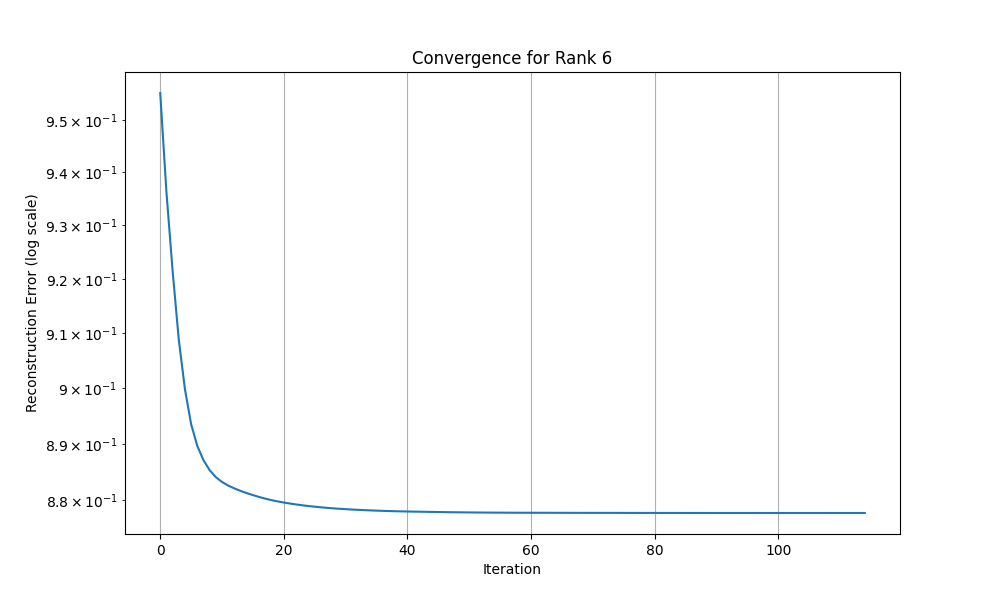 Convergence for Rank 6
Reconstruction Error (log scale)
9.5 × 10⁻¹
9.4 × 10⁻¹
9.3 × 10⁻¹
9.2 × 10⁻¹
9.1 × 10⁻¹
9 × 10⁻¹
8.9 × 10⁻¹
8.8 × 10⁻¹
0 20 40 60 80 100
Iteration